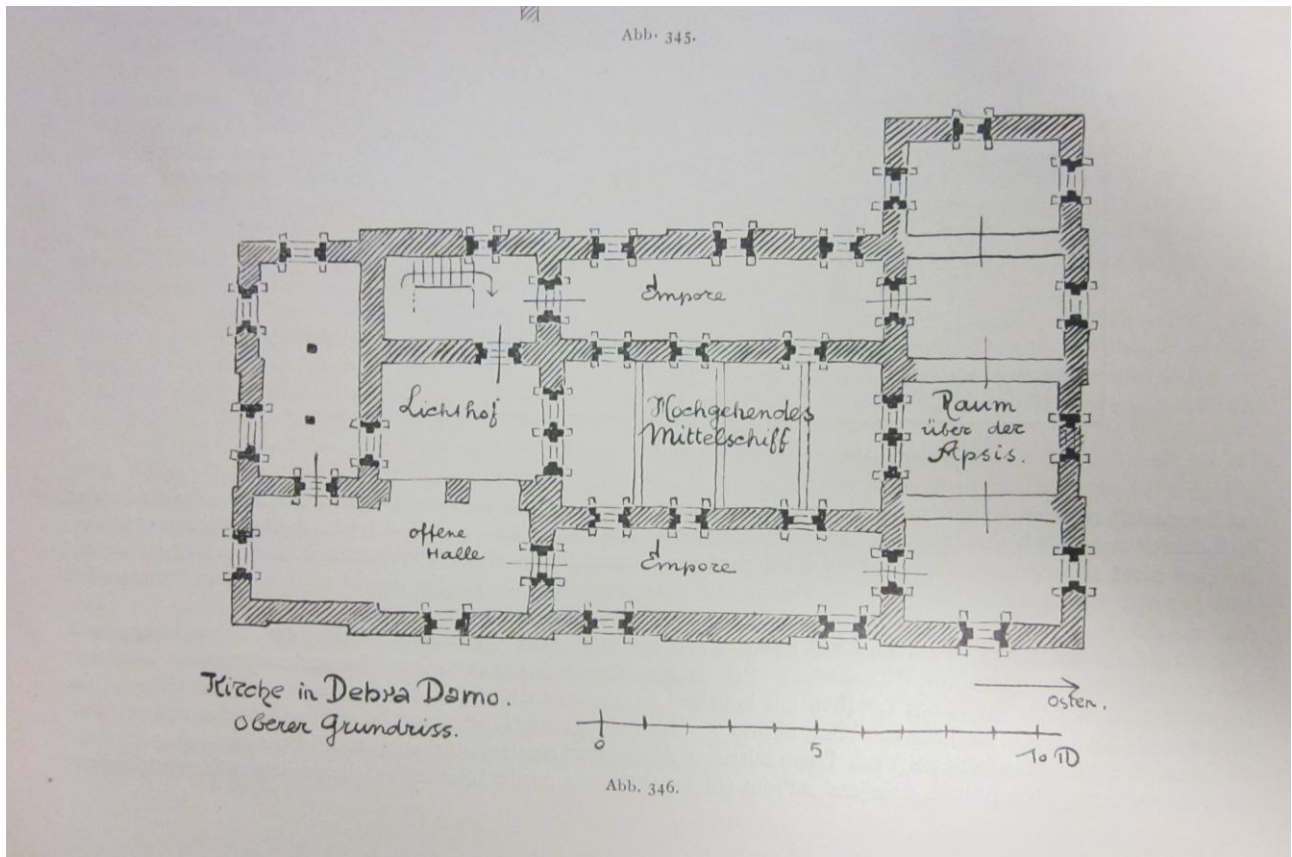 Abb. 345.
Empore
Lichthof
Hochgehendes
Mittelschiff
Raum
über der
Apsis.
offene
Halle
Empore
Kirche in Debra Damo.
Oberer Grundriss.
Osten.
0 5 10 m
Abb. 346.